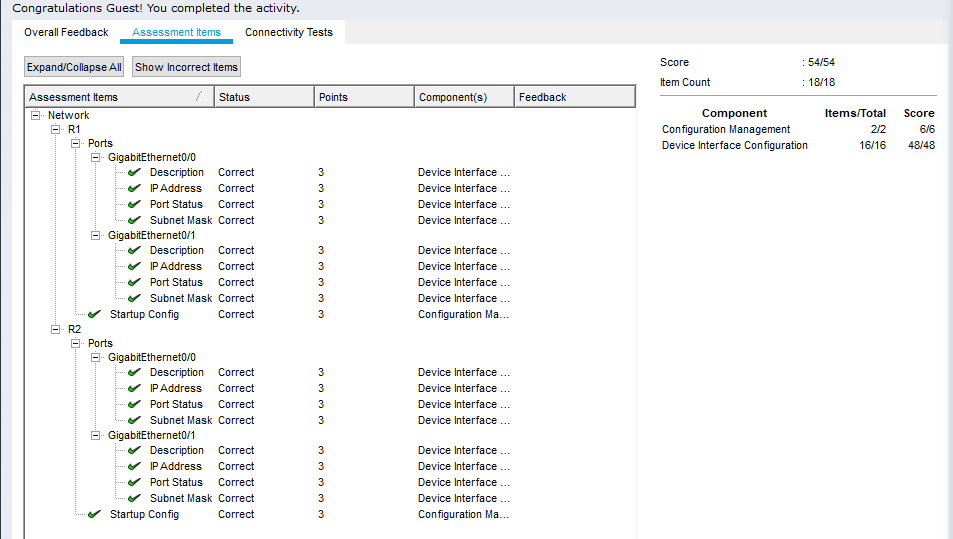 Congratulations Guest! You completed the activity.
Overall Feedback Assessment Items Connectivity Tests
Expand/Collapse All Show Incorrect Items
Assessment Items Status Points Component(s) Feedback
Network
R1
Ports
GigabitEthernet0/0
Description Correct 3 Device Interface ...
IP Address Correct 3 Device Interface ...
Port Status Correct 3 Device Interface ...
Subnet Mask Correct 3 Device Interface ...
GigabitEthernet0/1
Description Correct 3 Device Interface ...
IP Address Correct 3 Device Interface ...
Port Status Correct 3 Device Interface ...
Subnet Mask Correct 3 Device Interface ...
Startup Config Correct 3 Configuration Ma...
R2
Ports
GigabitEthernet0/0
Description Correct 3 Device Interface ...
IP Address Correct 3 Device Interface ...
Port Status Correct 3 Device Interface ...
Subnet Mask Correct 3 Device Interface ...
GigabitEthernet0/1
Description Correct 3 Device Interface ...
IP Address Correct 3 Device Interface ...
Port Status Correct 3 Device Interface ...
Subnet Mask Correct 3 Device Interface ...
Startup Config Correct 3 Configuration Ma...
Score : 54/54
Item Count : 18/18
Component Items/Total Score
Configuration Management 2/2 6/6
Device Interface Configuration 16/16 48/48